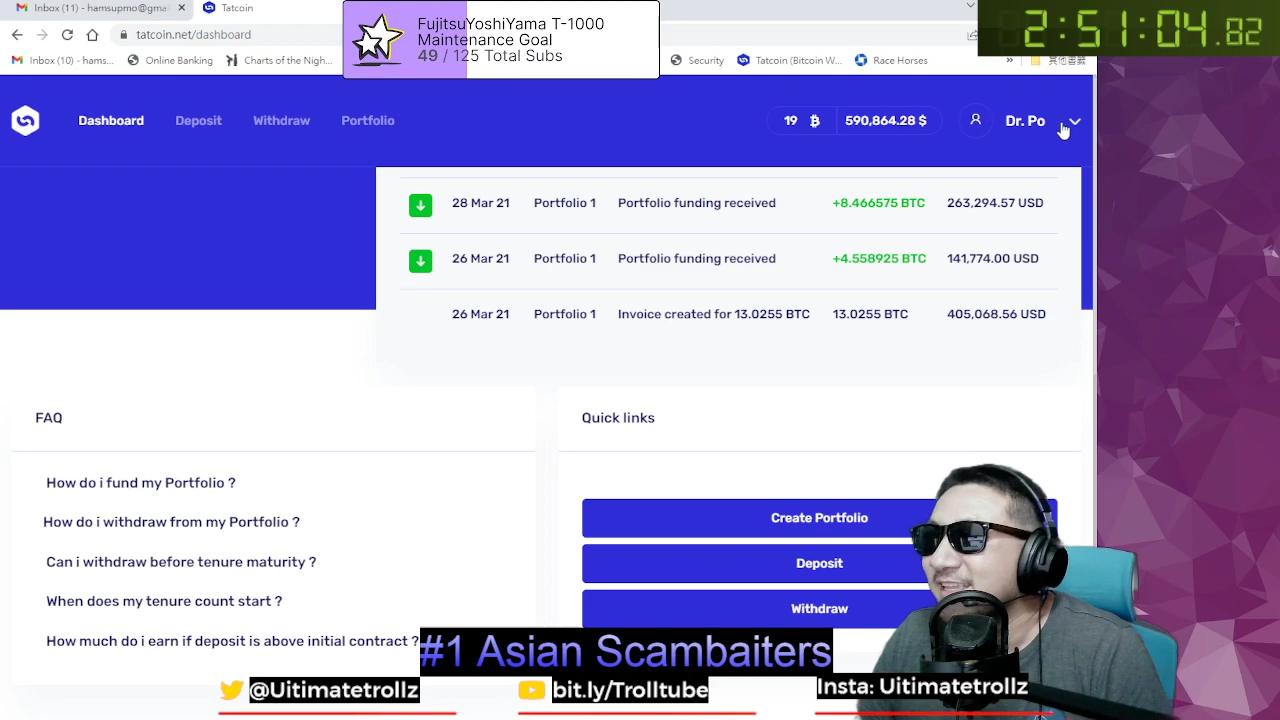 Inbox (11) - hamsupmo@gmai
Tatcoin
tatcoin.net/dashboard
Inbox (10) - hams...
Online Banking
Charts of the Nigh...
Security
Tatcoin (Bitcoin W...
Race Horses
»
其他書籤
FujitsuYoshiYama T-1000
Maintenance Goal
49 / 125 Total Subs
2:51:04.82
Dashboard
Deposit
Withdraw
Portfolio
19 ₿
590,864.28 $
Dr. Po
28 Mar 21 Portfolio 1 Portfolio funding received +8.466575 BTC 263,294.57 USD
26 Mar 21 Portfolio 1 Portfolio funding received +4.558925 BTC 141,774.00 USD
26 Mar 21 Portfolio 1 Invoice created for 13.0255 BTC 13.0255 BTC 405,068.56 USD
FAQ
How do i fund my Portfolio ?
How do i withdraw from my Portfolio ?
Can i withdraw before tenure maturity ?
When does my tenure count start ?
How much do i earn if deposit is above initial contract ?
Quick links
Create Portfolio
Deposit
Withdraw
#1 Asian Scambaiters
@Uitimatetrollz
bit.ly/Trolltube
Insta: Uitimatetrollz